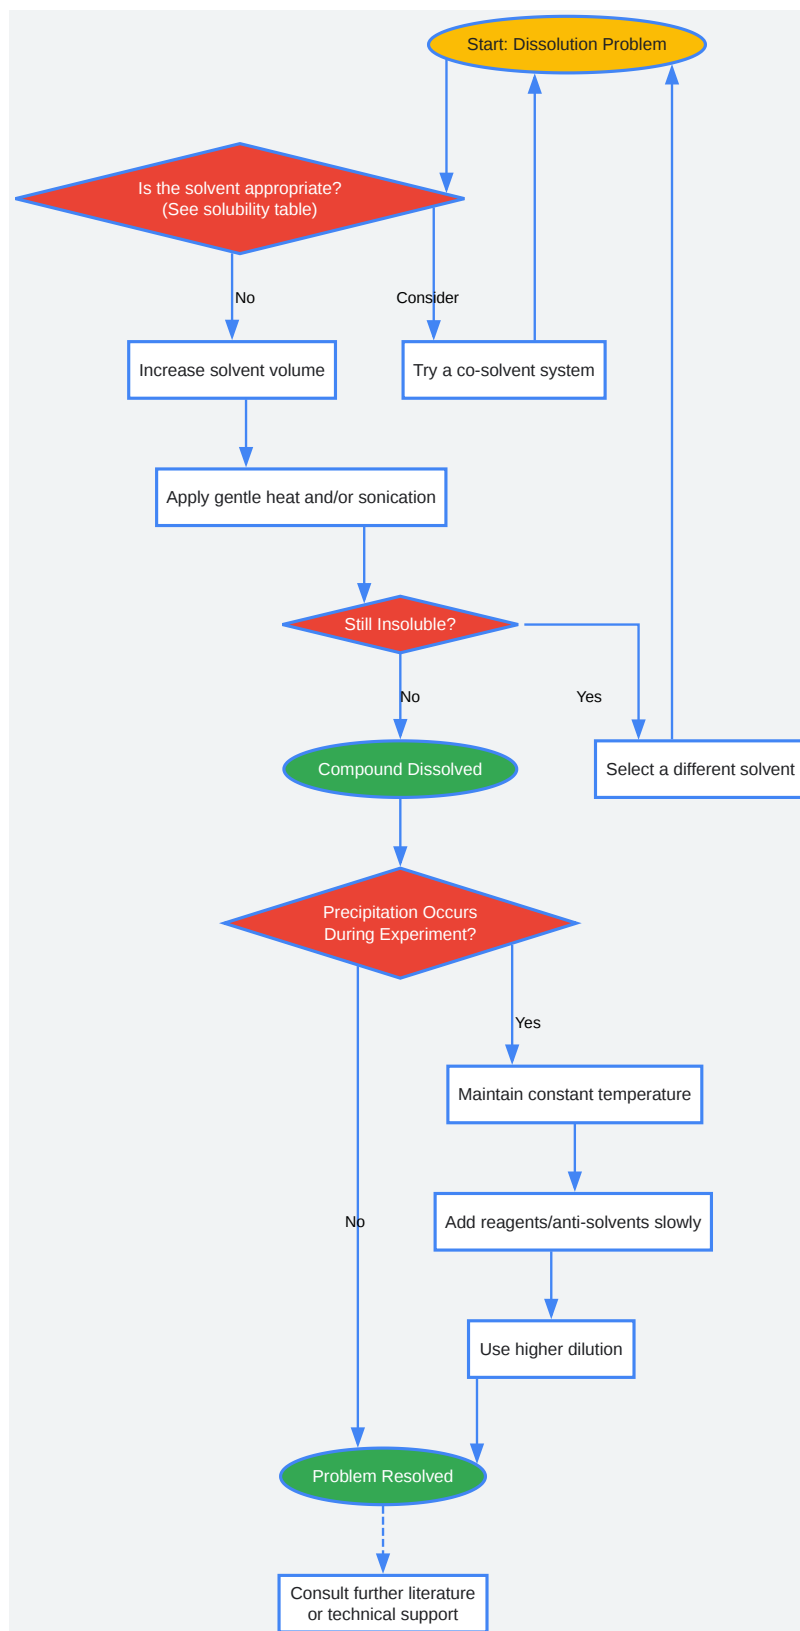 Start: Dissolution Problem
Is the solvent appropriate?
(See solubility table)
No
Consider
Increase solvent volume
Try a co-solvent system
Apply gentle heat and/or sonication
Still Insoluble?
No
Yes
Compound Dissolved
Select a different solvent
Precipitation Occurs
During Experiment?
Yes
Maintain constant temperature
No
Add reagents/anti-solvents slowly
Use higher dilution
Problem Resolved
Consult further literature
or technical support